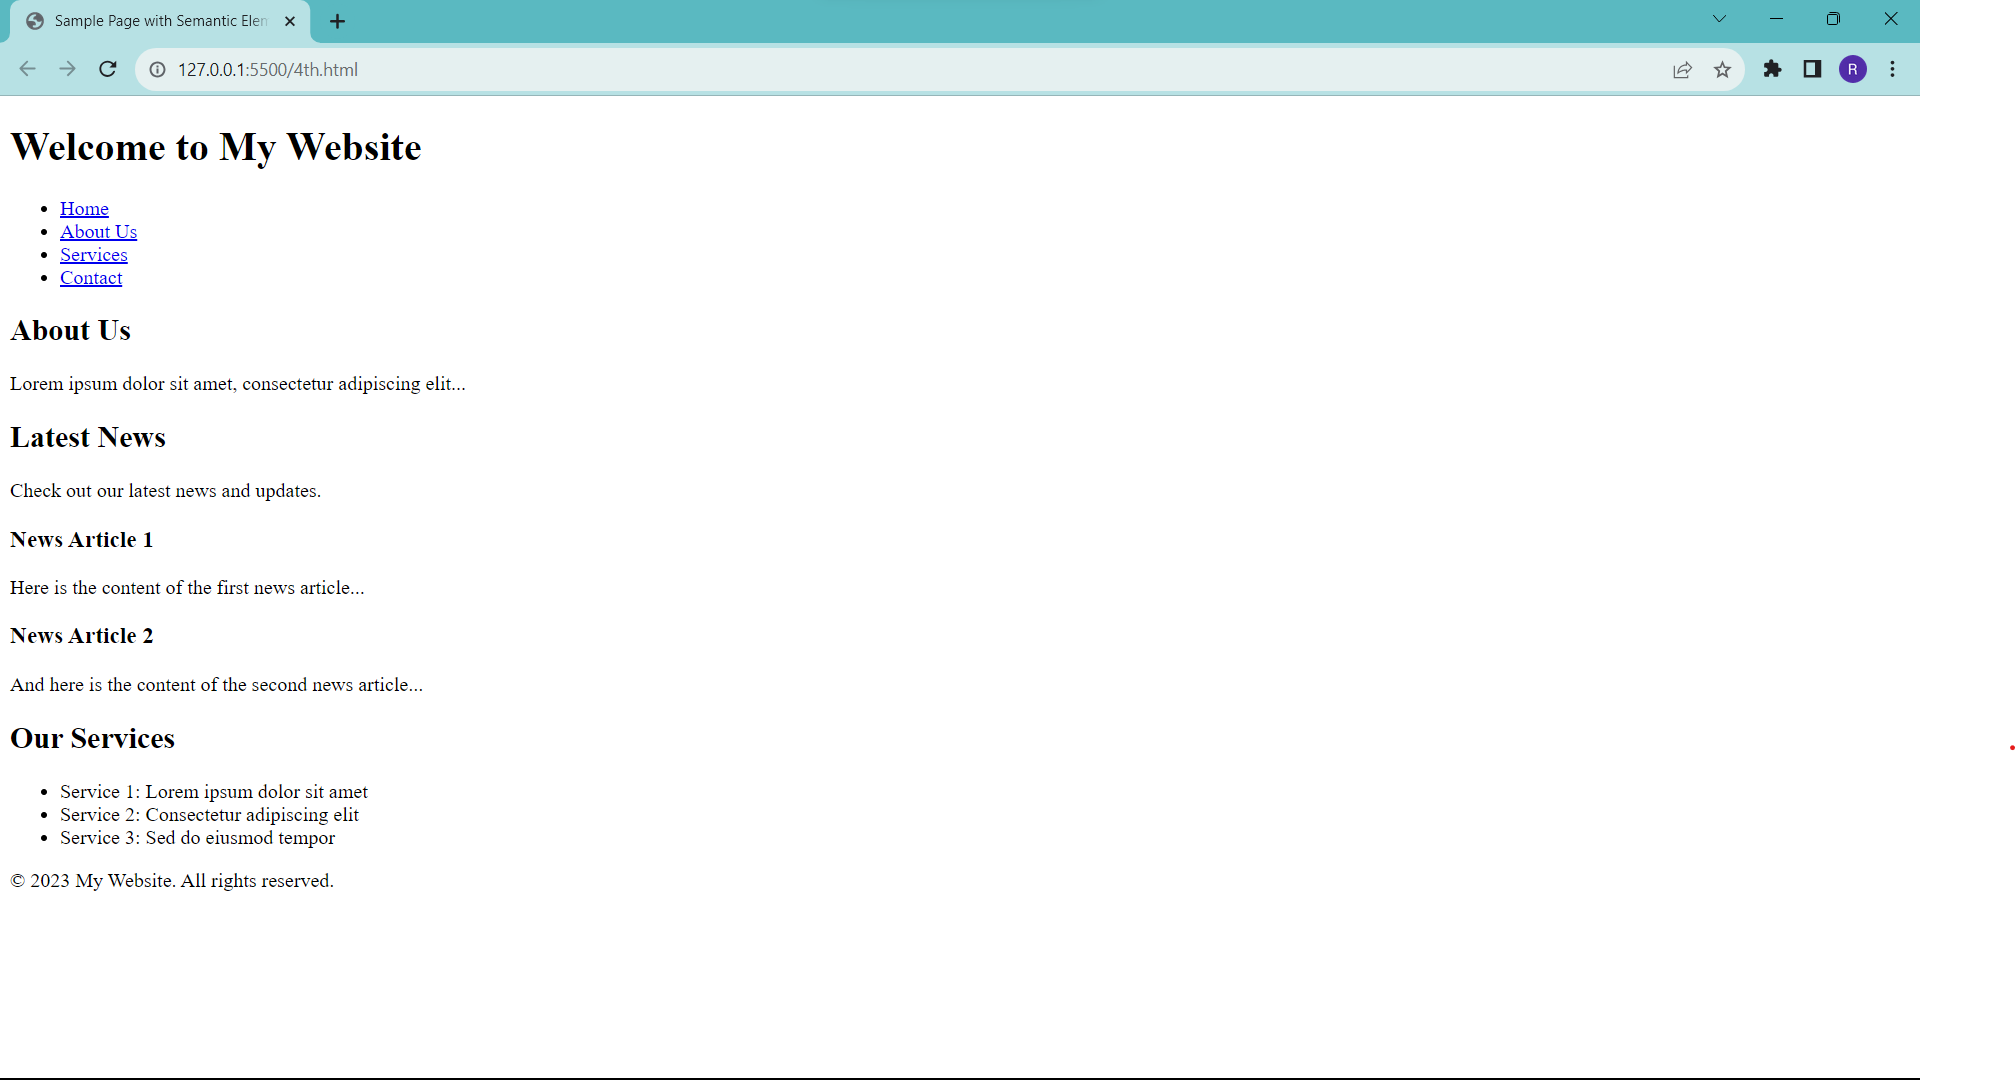 Sample Page with Semantic Elem
127.0.0.1:5500/4th.html
R
Welcome to My Website
Home
About Us
Services
Contact
About Us
Lorem ipsum dolor sit amet, consectetur adipiscing elit...
Latest News
Check out our latest news and updates.
News Article 1
Here is the content of the first news article...
News Article 2
And here is the content of the second news article...
Our Services
Service 1: Lorem ipsum dolor sit amet
Service 2: Consectetur adipiscing elit
Service 3: Sed do eiusmod tempor
© 2023 My Website. All rights reserved.